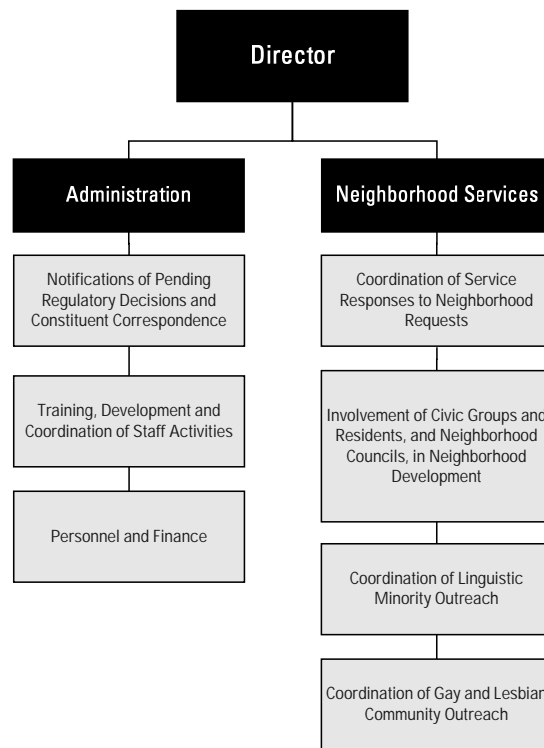 Director
Administration
Notifications of Pending
Regulatory Decisions and
Constituent Correspondence
Training, Development and
Coordination of Staff Activities
Personnel and Finance
Neighborhood Services
Coordination of Service
Responses to Neighborhood
Requests
Involvement of Civic Groups and
Residents, and Neighborhood
Councils, in Neighborhood
Development
Coordination of Linguistic
Minority Outreach
Coordination of Gay and Lesbian
Community Outreach